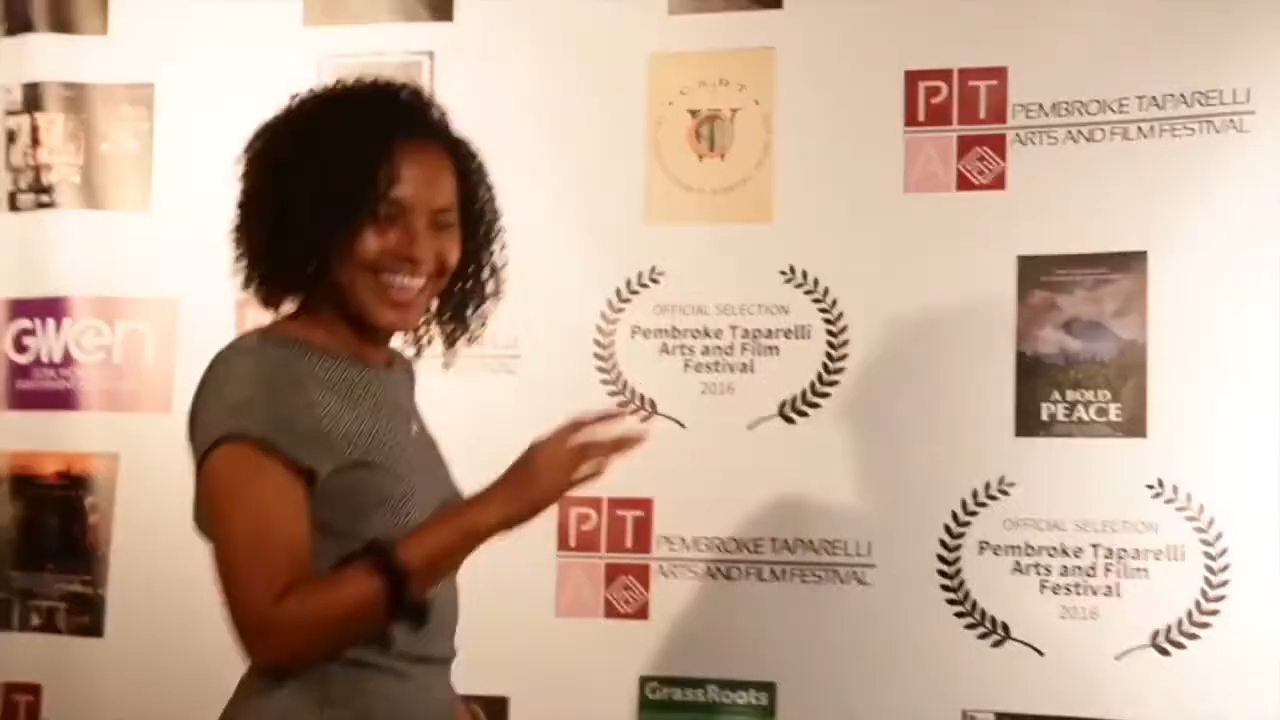 PT
PEMBROKE TAPARELLI
ARTS AND FILM FESTIVAL
A
GWEN
OFFICIAL SELECTION
Pembroke Taparelli
Arts and Film
Festival
2016
A BOLD
PEACE
PT
PEMBROKE TAPARELLI
ARTS AND FILM FESTIVAL
A
OFFICIAL SELECTION
Pembroke Taparelli
Arts and Film
Festival
2016
GrassRoots
T